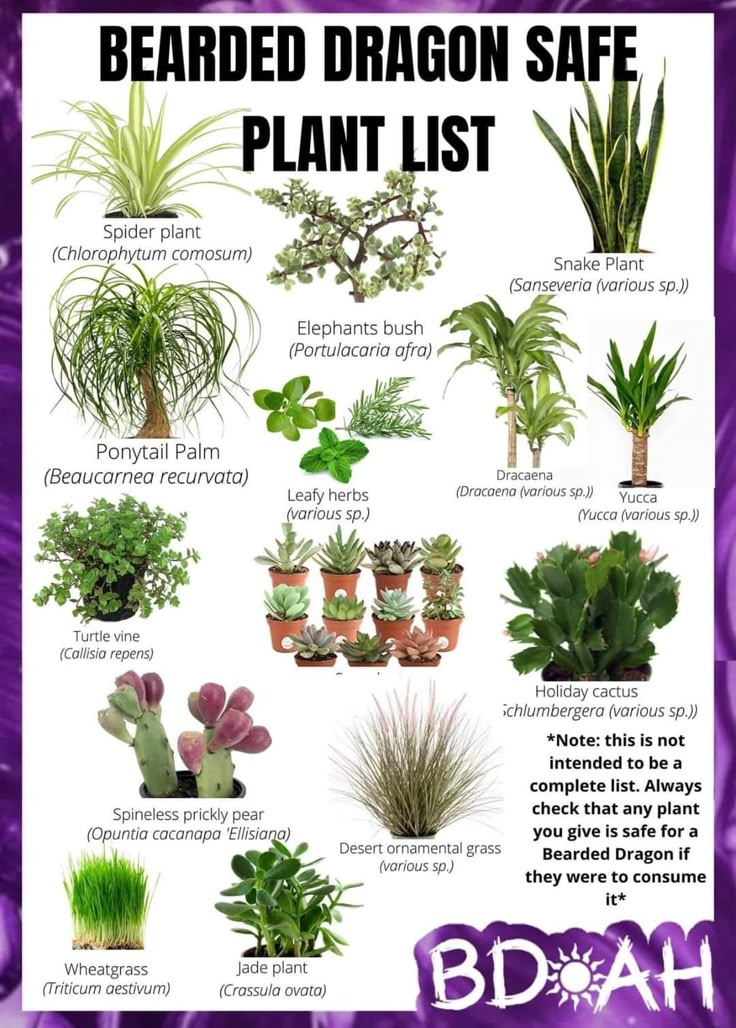 BEARDED DRAGON SAFE
PLANT LIST
Spider plant
(Chlorophytum comosum)
Snake Plant
(Sanseveria (various sp.))
Elephants bush
(Portulacaria afra)
Ponytail Palm
(Beaucarnea recurvata)
Leafy herbs
(various sp.)
Dracaena
(Dracaena (various sp.))
Yucca
(Yucca (various sp.))
Turtle vine
(Callisia repens)
Holiday cactus
Schlumbergera (various sp.))
Spineless prickly pear
(Opuntia cacanapa 'Ellisiana)
Desert ornamental grass
(various sp.)
*Note: this is not
intended to be a
complete list. Always
check that any plant
you give is safe for a
Bearded Dragon if
they were to consume
it*
Wheatgrass
(Triticum aestivum)
Jade plant
(Crassula ovata)
BD AH